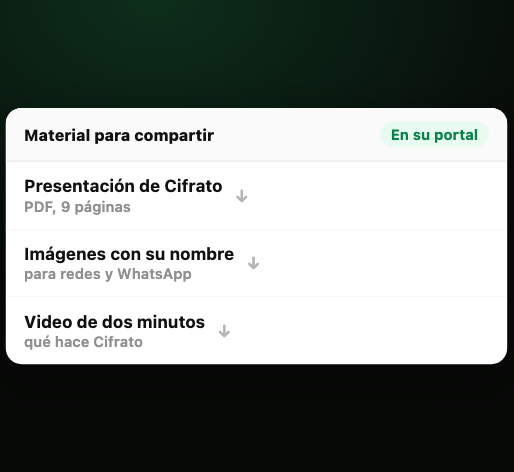 Material para compartir
En su portal
Presentación de Cifrato
PDF, 9 páginas
Imágenes con su nombre
para redes y WhatsApp
Video de dos minutos
qué hace Cifrato